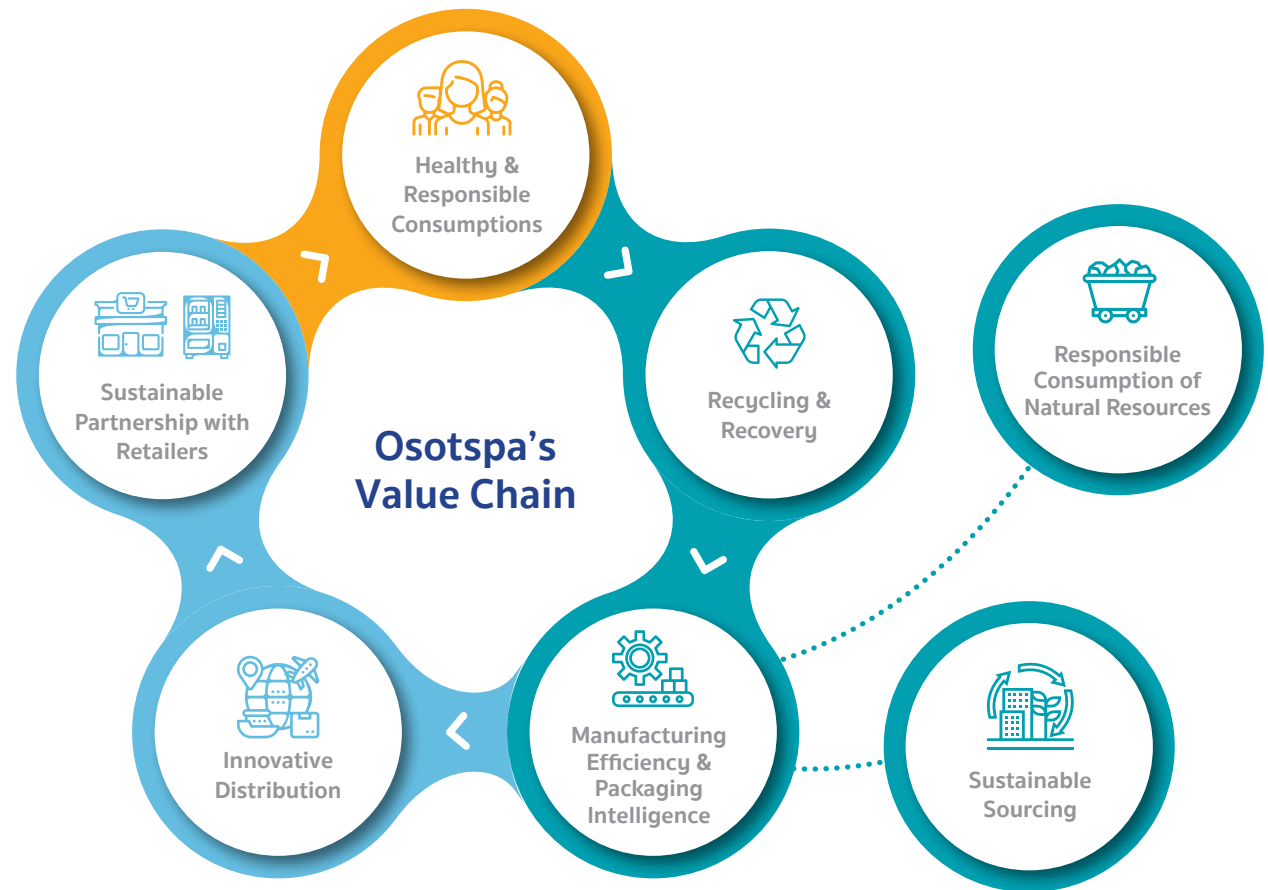 Healthy &
Responsible
Consumptions
Responsible
Consumption of
Natural Resources
Sustainable
Partnership with
Retailers
Recycling &
Recovery
Osotspa's
Value Chain
Innovative
Distribution
Manufacturing
Efficiency &
Packaging
Intelligence
Sustainable
Sourcing